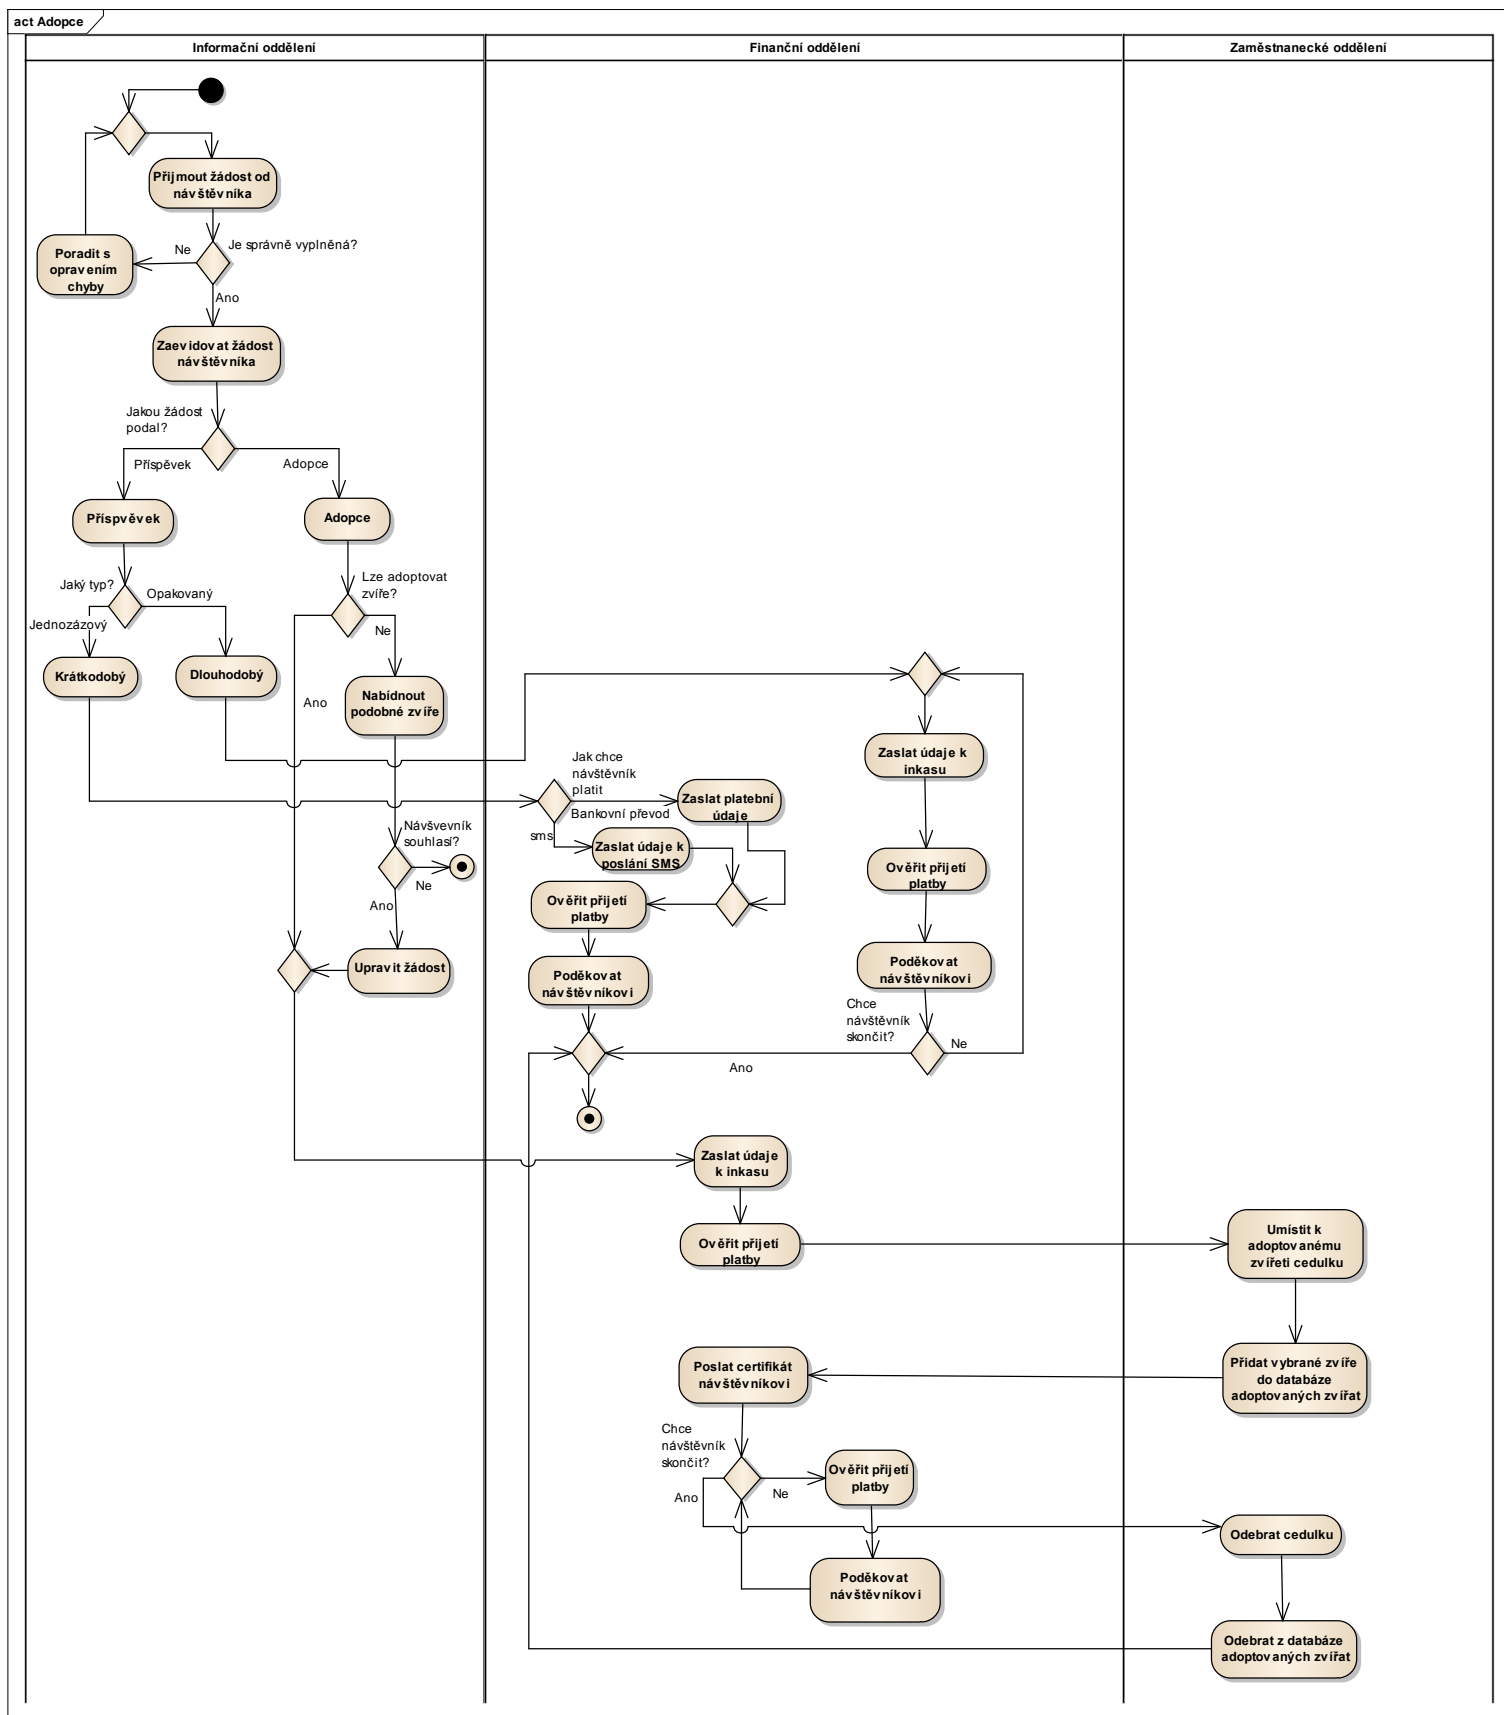 act Adopce
Informační oddělení
Finanční oddělení
Zaměstnanecké oddělení
Přijmout žádost od
návštěvníka
Je správně vyplněná?
Ne
Poradit s
opravením
chyby
Ano
Zaevidovat žádost
návštěvníka
Jakou žádost
podal?
Příspěvek
Adopce
Příspvěvek
Adopce
Jaký typ?
Opakovaný
Jednozázový
Lze adoptovat
zvíře?
Ne
Krátkodobý
Dlouhodobý
Ano
Nabídnout
podobné zvíře
Návšvevník
souhlasí?
Ne
Ano
Upravit žádost
Jak chce
návštěvník
platit
Bankovní převod
sms
Zaslat platební
údaje
Zaslat údaje k
poslání SMS
Ověřit přijetí
platby
Poděkovat
návštěvníkovi
Zaslat údaje k
inkasu
Ověřit přijetí
platby
Poděkovat
návštěvníkovi
Chce
návštěvník
skončit?
Ne
Ano
Zaslat údaje
k inkasu
Ověřit přijetí
platby
Umístit k
adoptovanému
zvířeti cedulku
Přidat vybrané zvíře
do databáze
adoptovaných zvířat
Poslat certifikát
návštěvníkovi
Chce
návštěvník
skončit?
Ano
Ne
Ověřit přijetí
platby
Poděkovat
návštěvníkovi
Odebrat cedulku
Odebrat z databáze
adoptovaných zvířat